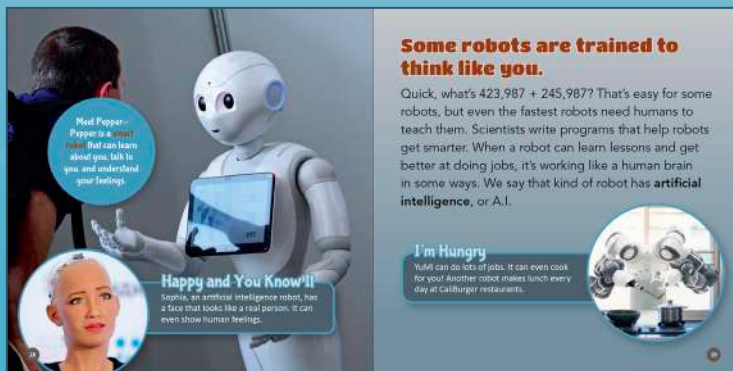 Meet Pepper—
Pepper is a smart
robot that can learn
about you, talk to
you, and understand
your feelings.
Happy and You Know It
Sophia, an artificial intelligence robot, has
a face that looks like a real person. It can
even show human feelings.
Some robots are trained to
think like you.
Quick, what's 423,987 + 245,987? That's easy for some
robots, but even the fastest robots need humans to
teach them. Scientists write programs that help robots
get smarter. When a robot can learn lessons and get
better at doing jobs, it's working like a human brain
in some ways. We say that kind of robot has artificial
intelligence, or A.I.
I'm Hungry
YuMi can do lots of jobs. It can even cook
for you! Another robot makes lunch every
day at CaliBurger restaurants.